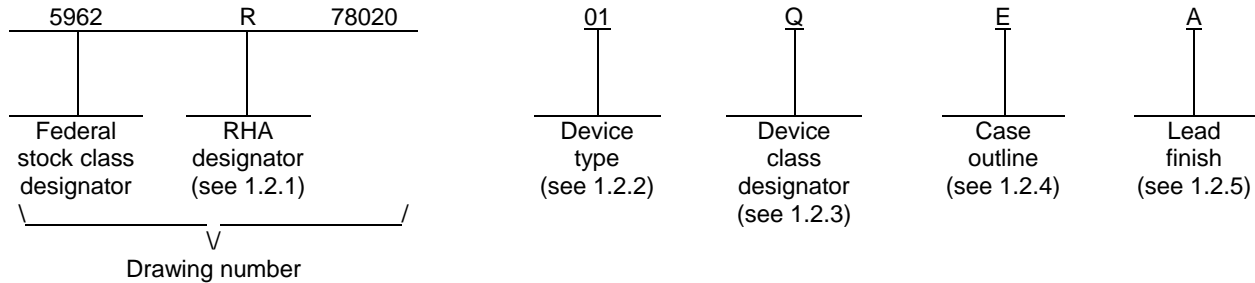 5962 R 78020 01 Q E A
Federal stock class designator
RHA designator (see 1.2.1)
Device type (see 1.2.2)
Device class designator (see 1.2.3)
Case outline (see 1.2.4)
Lead finish (see 1.2.5)
Drawing number